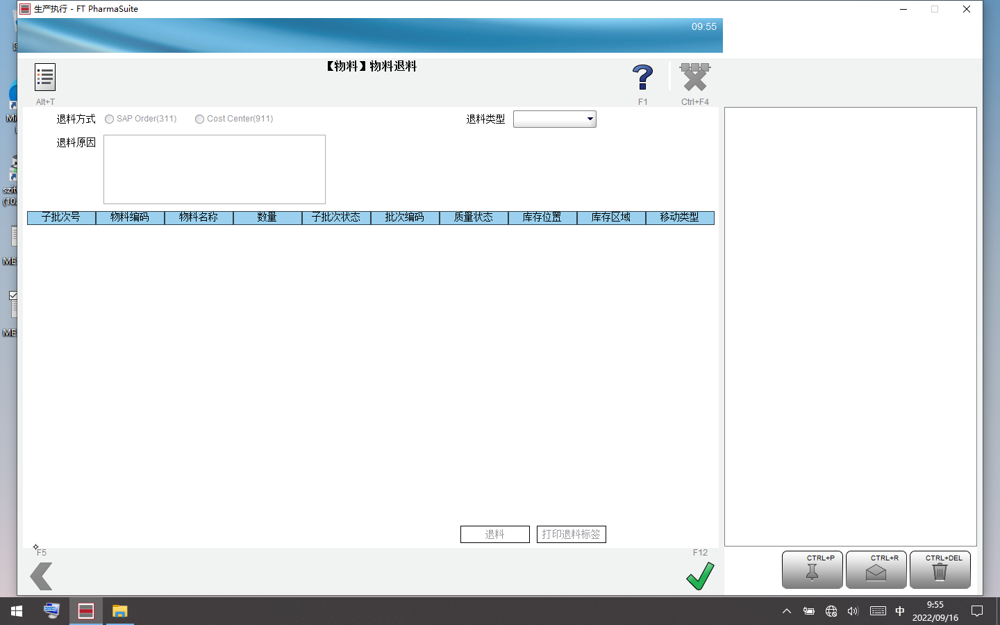 生产执行 - FT PharmaSuite
09:55
【物料】物料退料
Alt+T
F1
Ctrl+F4
退料方式
SAP Order(311)
Cost Center(911)
退料类型
退料原因
子批次号 物料编码 物料名称 数量 子批次状态 批次编码 质量状态 库存位置 库存区域 移动类型
退料
打印退料标签
F5
F12
CTRL+P
CTRL+R
CTRL+DEL
szit
(10.
ME
ME
中
9:55
2022/09/16